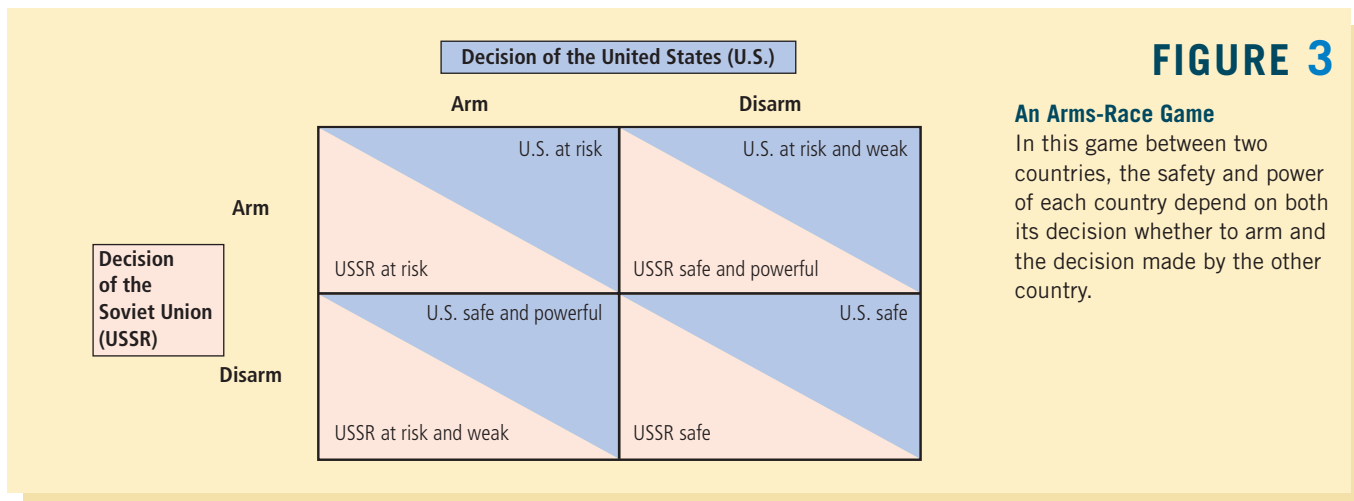 Decision of the United States (U.S.)
Arm
Disarm
U.S. at risk
U.S. at risk and weak
Arm
USSR at risk
USSR safe and powerful
Decision
of the
Soviet Union
(USSR)
U.S. safe and powerful
U.S. safe
Disarm
USSR at risk and weak
USSR safe
FIGURE 3
An Arms-Race Game
In this game between two
countries, the safety and power
of each country depend on both
its decision whether to arm and
the decision made by the other
country.